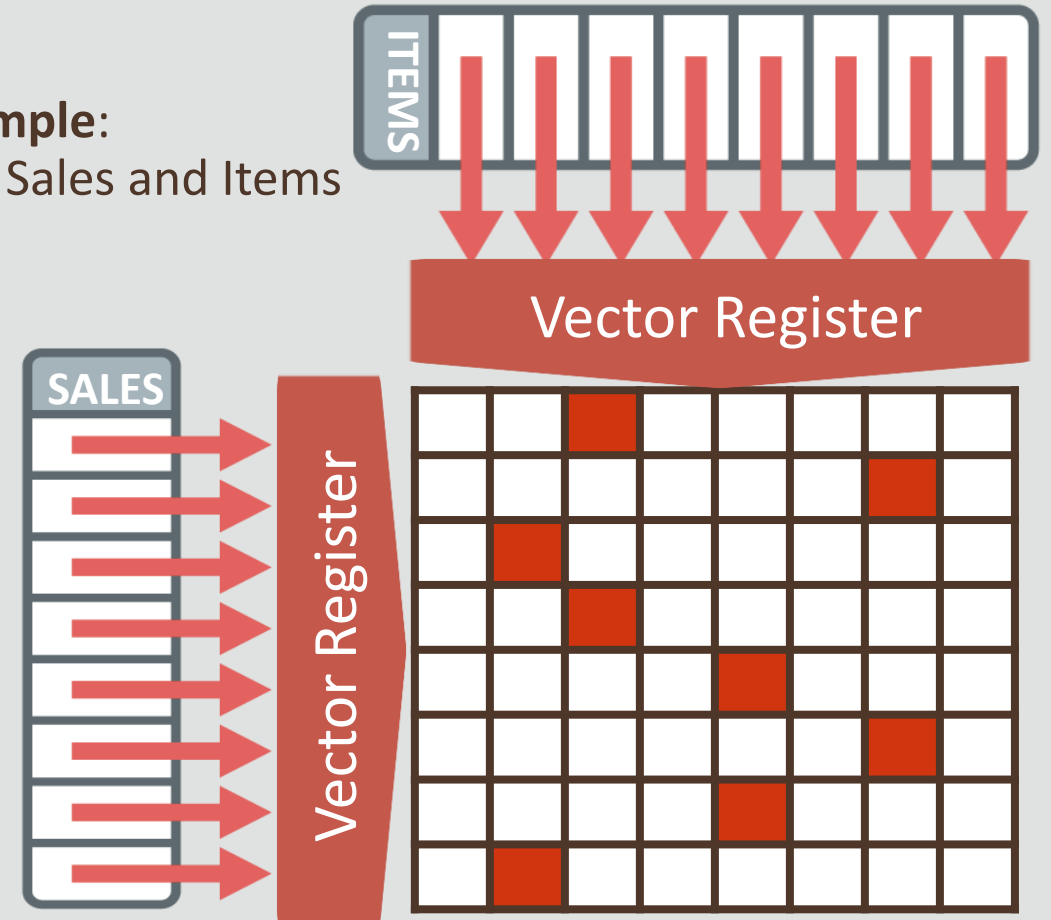 ITEMS
mple:
Sales and Items
Vector Register
SALES
Vector Register